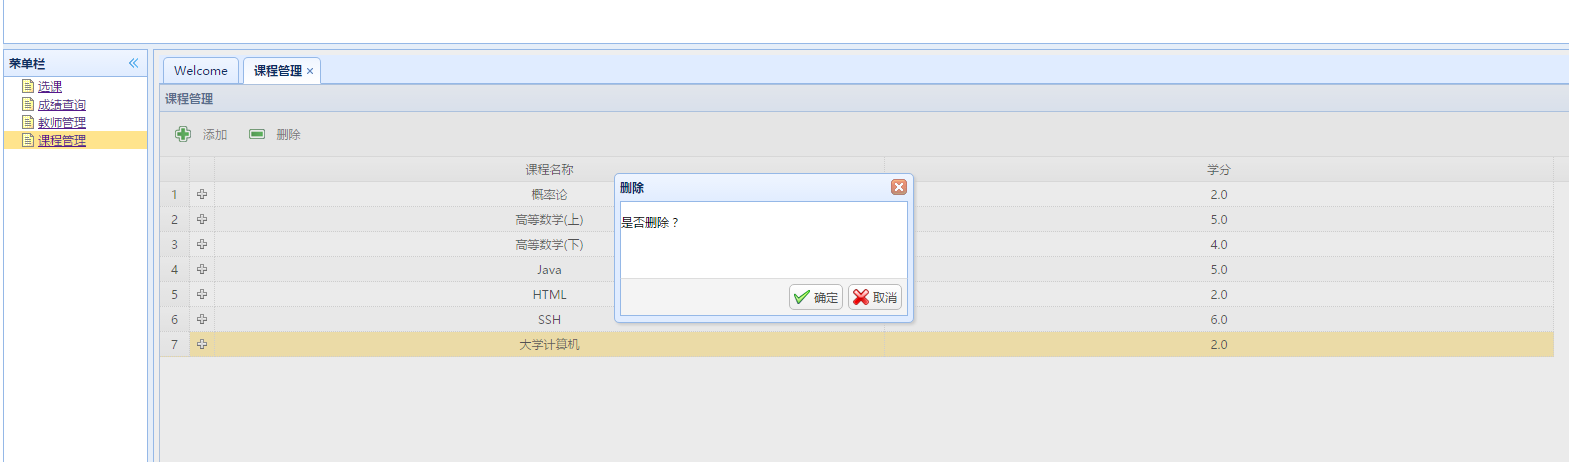 菜单栏
选课
成绩查询
教师管理
课程管理
Welcome 课程管理
课程管理
添加 删除
课程名称 学分
1 概率论 2.0
2 高等数学(上) 5.0
3 高等数学(下) 4.0
4 Java 5.0
5 HTML 2.0
6 SSH 6.0
7 大学计算机 2.0
删除
是否删除？
确定 取消